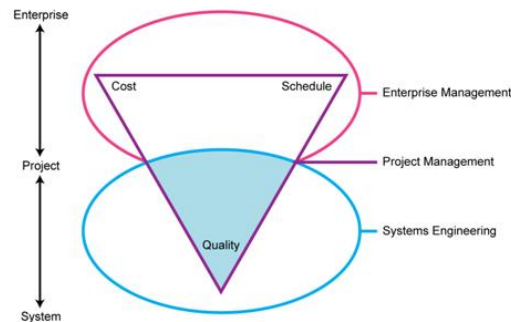 Enterprise
Cost
Schedule
Enterprise Management
Project
Project Management
Quality
Systems Engineering
System